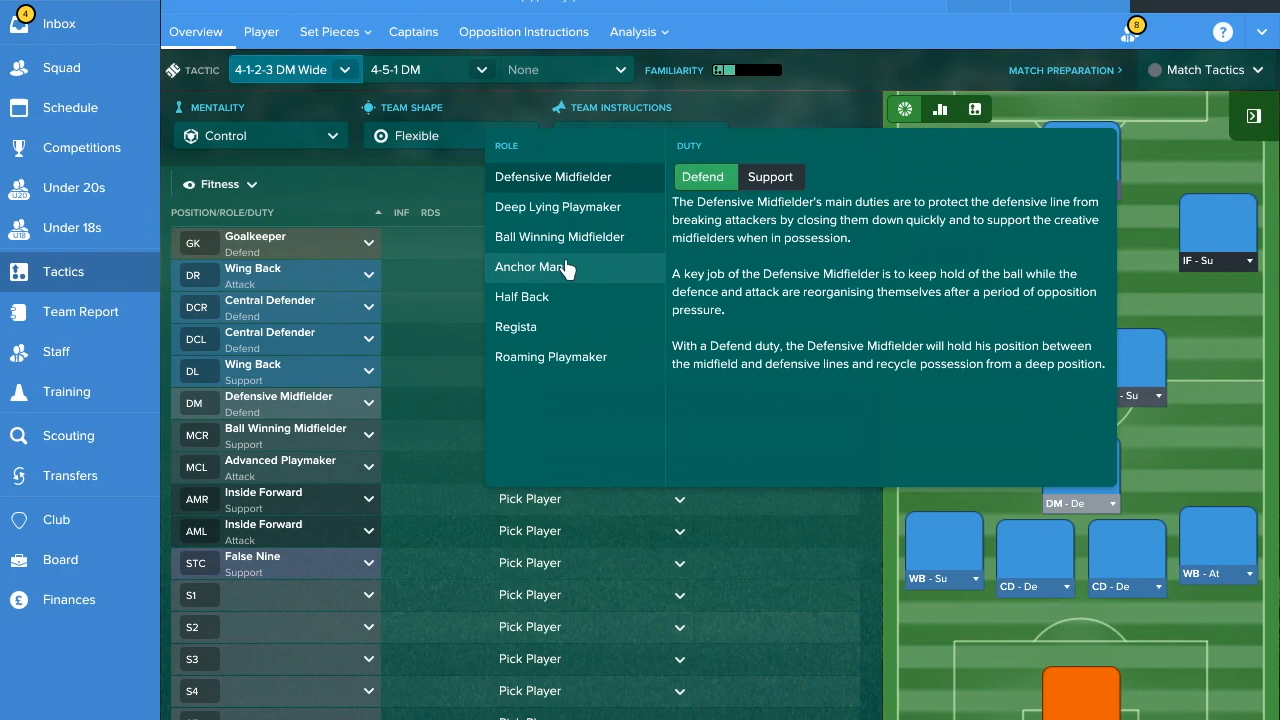 4
Inbox
Squad
Schedule
Competitions
U20
Under 20s
U18
Under 18s
Tactics
Team Report
Staff
Training
Scouting
Transfers
Club
Board
Finances
Overview
Player
Set Pieces
Captains
Opposition Instructions
Analysis
8
?
TACTIC
4-1-2-3 DM Wide
4-5-1 DM
None
FAMILIARITY
MATCH PREPARATION >
Match Tactics
MENTALITY
TEAM SHAPE
TEAM INSTRUCTIONS
Control
Flexible
Fitness
POSITION/ROLE/DUTY
INF
RDS
GK
Goalkeeper
Defend
DR
Wing Back
Attack
DCR
Central Defender
Defend
DCL
Central Defender
Defend
DL
Wing Back
Support
DM
Defensive Midfielder
Defend
MCR
Ball Winning Midfielder
Support
MCL
Advanced Playmaker
Attack
AMR
Inside Forward
Support
Pick Player
AML
Inside Forward
Attack
Pick Player
STC
False Nine
Support
Pick Player
S1
Pick Player
S2
Pick Player
S3
Pick Player
S4
Pick Player
ROLE
Defensive Midfielder
Deep Lying Playmaker
Ball Winning Midfielder
Anchor Man
Half Back
Regista
Roaming Playmaker
DUTY
Defend
Support
The Defensive Midfielder's main duties are to protect the defensive line from
breaking attackers by closing them down quickly and to support the creative
midfielders when in possession.
A key job of the Defensive Midfielder is to keep hold of the ball while the
defence and attack are reorganising themselves after a period of opposition
pressure.
With a Defend duty, the Defensive Midfielder will hold his position between
the midfield and defensive lines and recycle possession from a deep position.
IF - Su
- Su
DM - De
WB - Su
CD - De
CD - De
WB - At